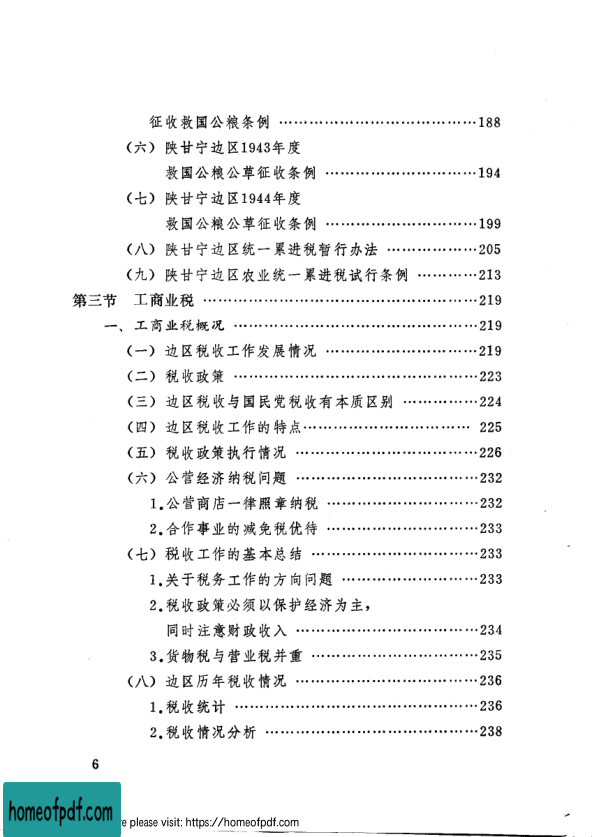 征收救国公粮条例 ………………………………188
（六）陕甘宁边区1943年度
救国公粮公草征收条例 …………………………194
（七）陕甘宁边区1944年度
救国公粮公草征收条例 …………………………199
（八）陕甘宁边区统一累进税暂行办法 ……………205
（九）陕甘宁边区农业统一累进税试行条例 …………213
第三节 工商业税 ………………………………………………219
一、工商业税概况 …………………………………………219
（一）边区税收工作发展情况 …………………………219
（二）税收政策 …………………………………………223
（三）边区税收与国民党税收有本质区别 ……………224
（四）边区税收工作的特点………………………… 225
（五）税收政策执行情况 ………………………………226
（六）公营经济纳税问题 ………………………………232
1.公营商店一律照章纳税 …………………………232
2.合作事业的减免税优待 …………………………233
（七）税收工作的基本总结 ……………………………233
1.关于税务工作的方向问题 ………………………233
2.税收政策必须以保护经济为主，
同时注意财政收入 ………………………………234
3.货物税与营业税并重 ……………………………235
（八）边区历年税收情况 ………………………………236
1.税收统计 …………………………………………236
2.税收情况分析 ……………………………………238
6
homeofpdf.com
re please visit: https://homeofpdf.com